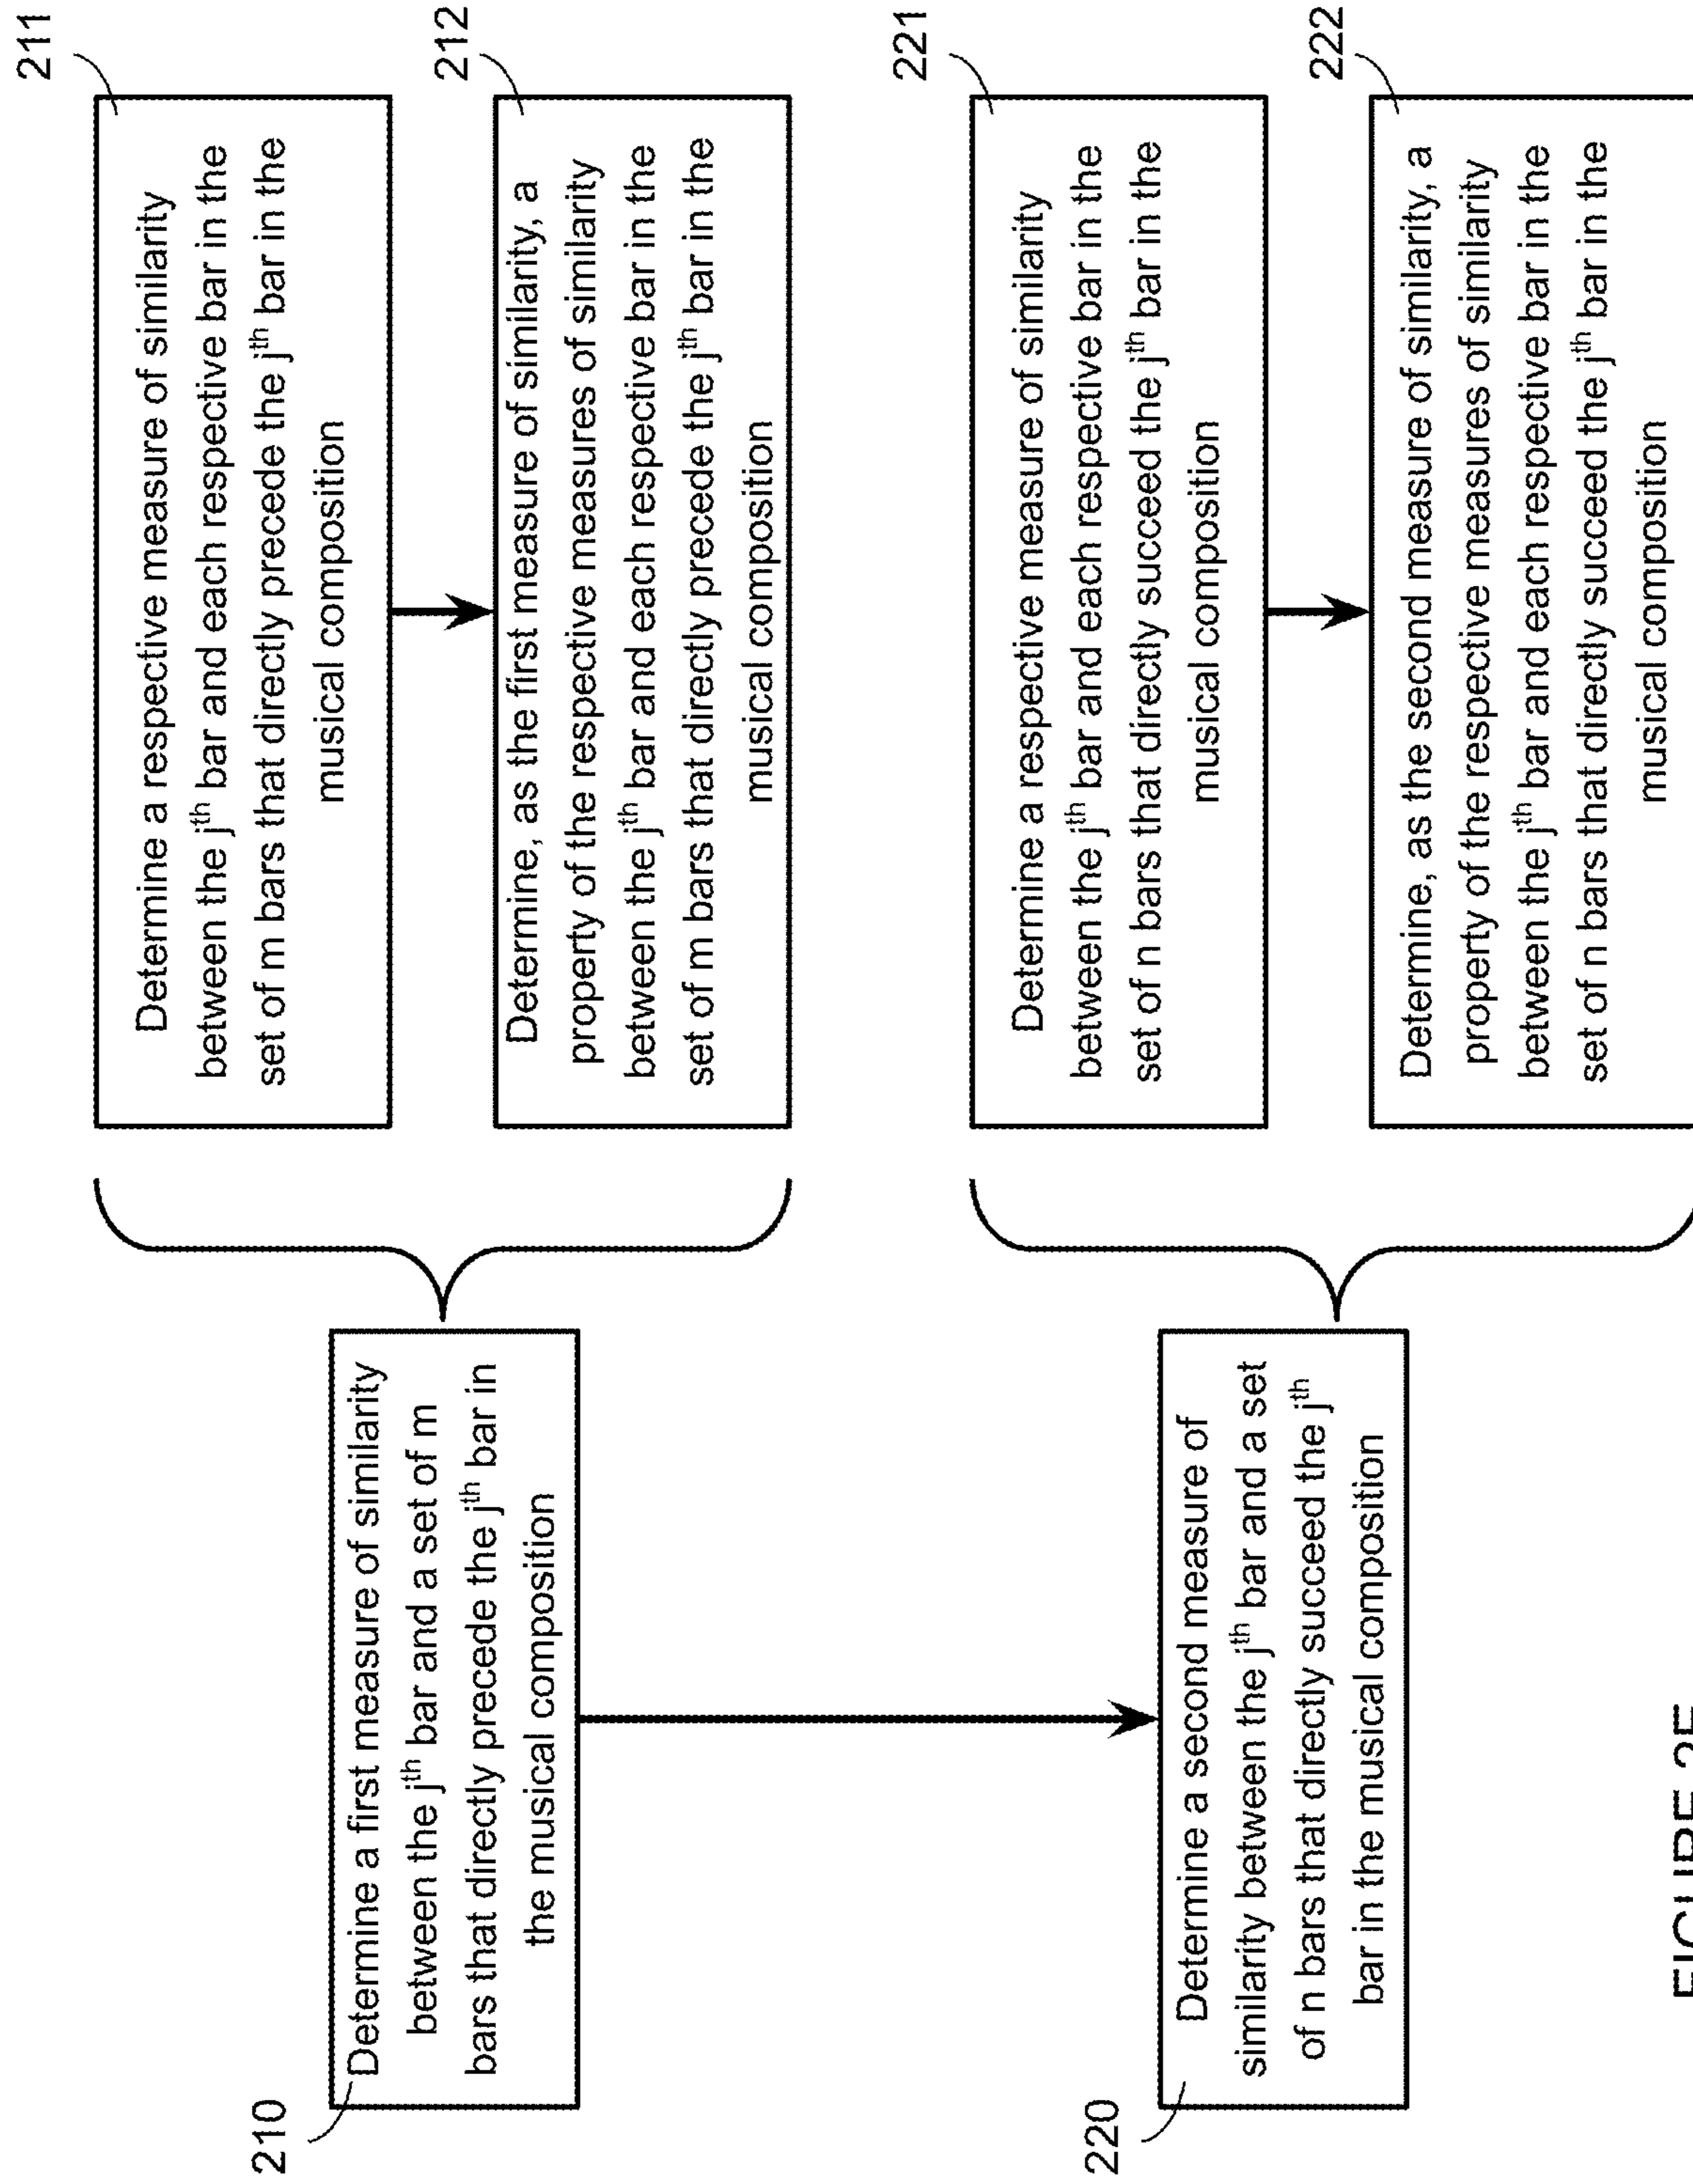 210
Determine a first measure of similarity
between the jth bar and a set of m
bars that directly precede the jth bar in
the musical composition
211
Determine a respective measure of similarity
between the jth bar and each respective bar in the
set of m bars that directly precede the jth bar in the
musical composition
212
Determine, as the first measure of similarity, a
property of the respective measures of similarity
between the jth bar and each respective bar in the
set of m bars that directly precede the jth bar in the
musical composition
220
Determine a second measure of
similarity between the jth bar and a set
of n bars that directly succeed the jth
bar in the musical composition
221
Determine a respective measure of similarity
between the jth bar and each respective bar in the
set of n bars that directly succeed the jth bar in the
musical composition
222
Determine, as the second measure of similarity, a
property of the respective measures of similarity
between the jth bar and each respective bar in the
set of n bars that directly succeed the jth bar in the
musical composition
FIGURE